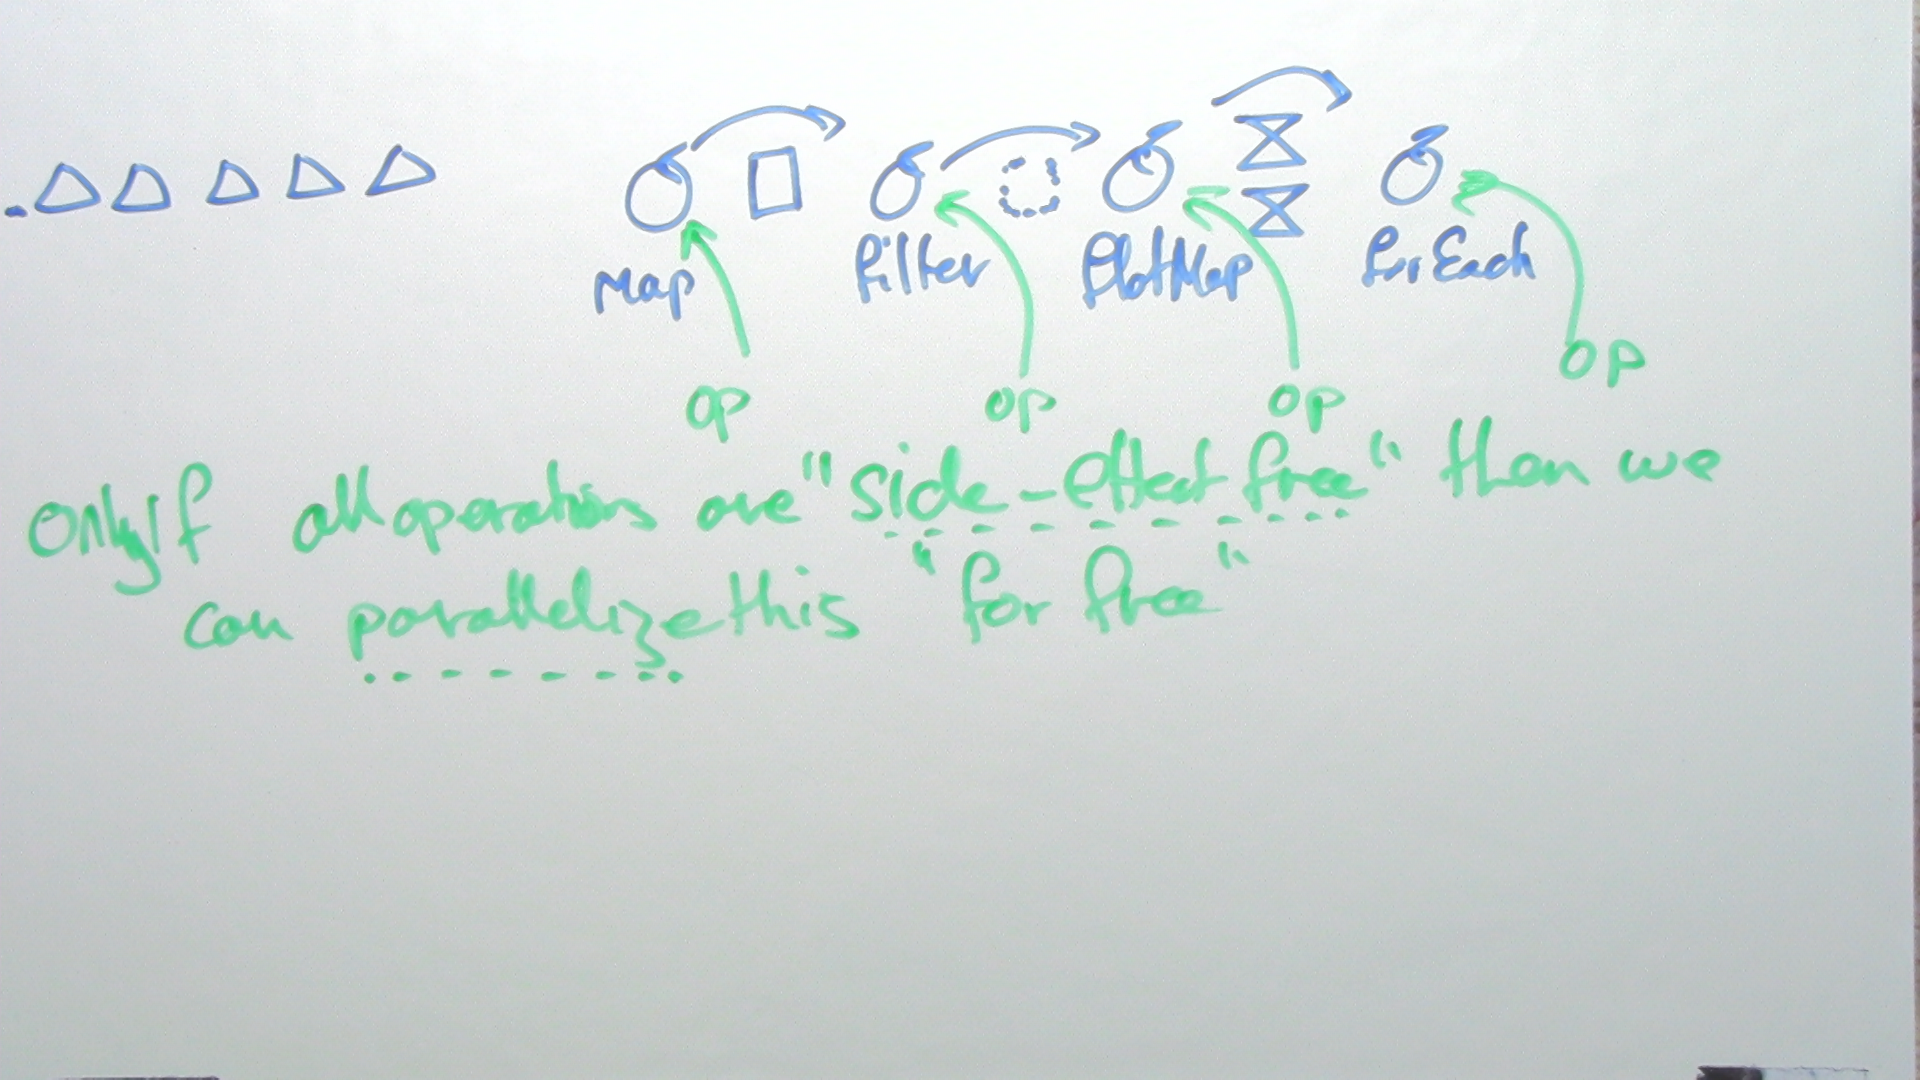 Map filter flatMap forEach
op op op op
Only if all operations are "side-effect free" then we
can parallelize this "for free"